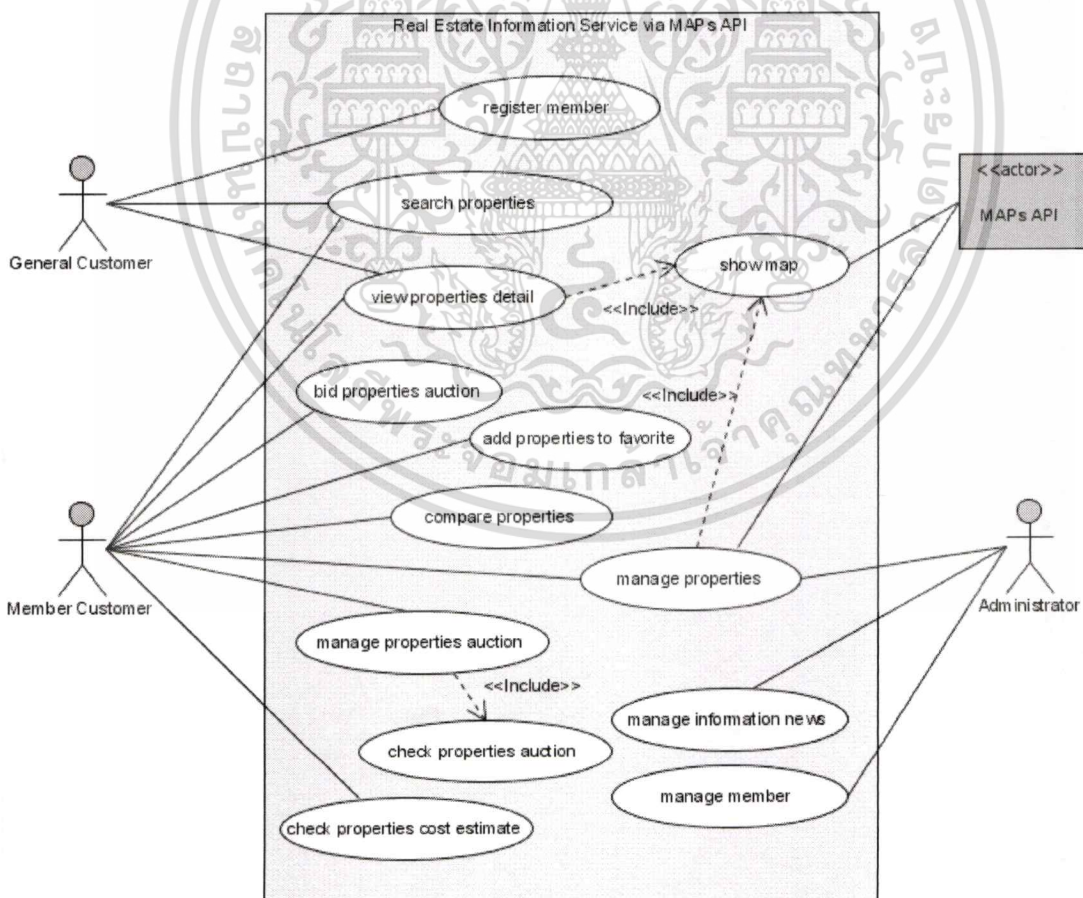 Real Estate Information Service via MAPs API
register member
<<actor>>
MAPs API
search properties
General Customer
show map
view properties detail
<<Include>>
bid properties auction
<<Include>>
add properties to favorite
compare properties
manage properties
Member Customer
Administrator
manage properties auction
<<Include>>
manage information news
check properties auction
manage member
check properties cost estimate